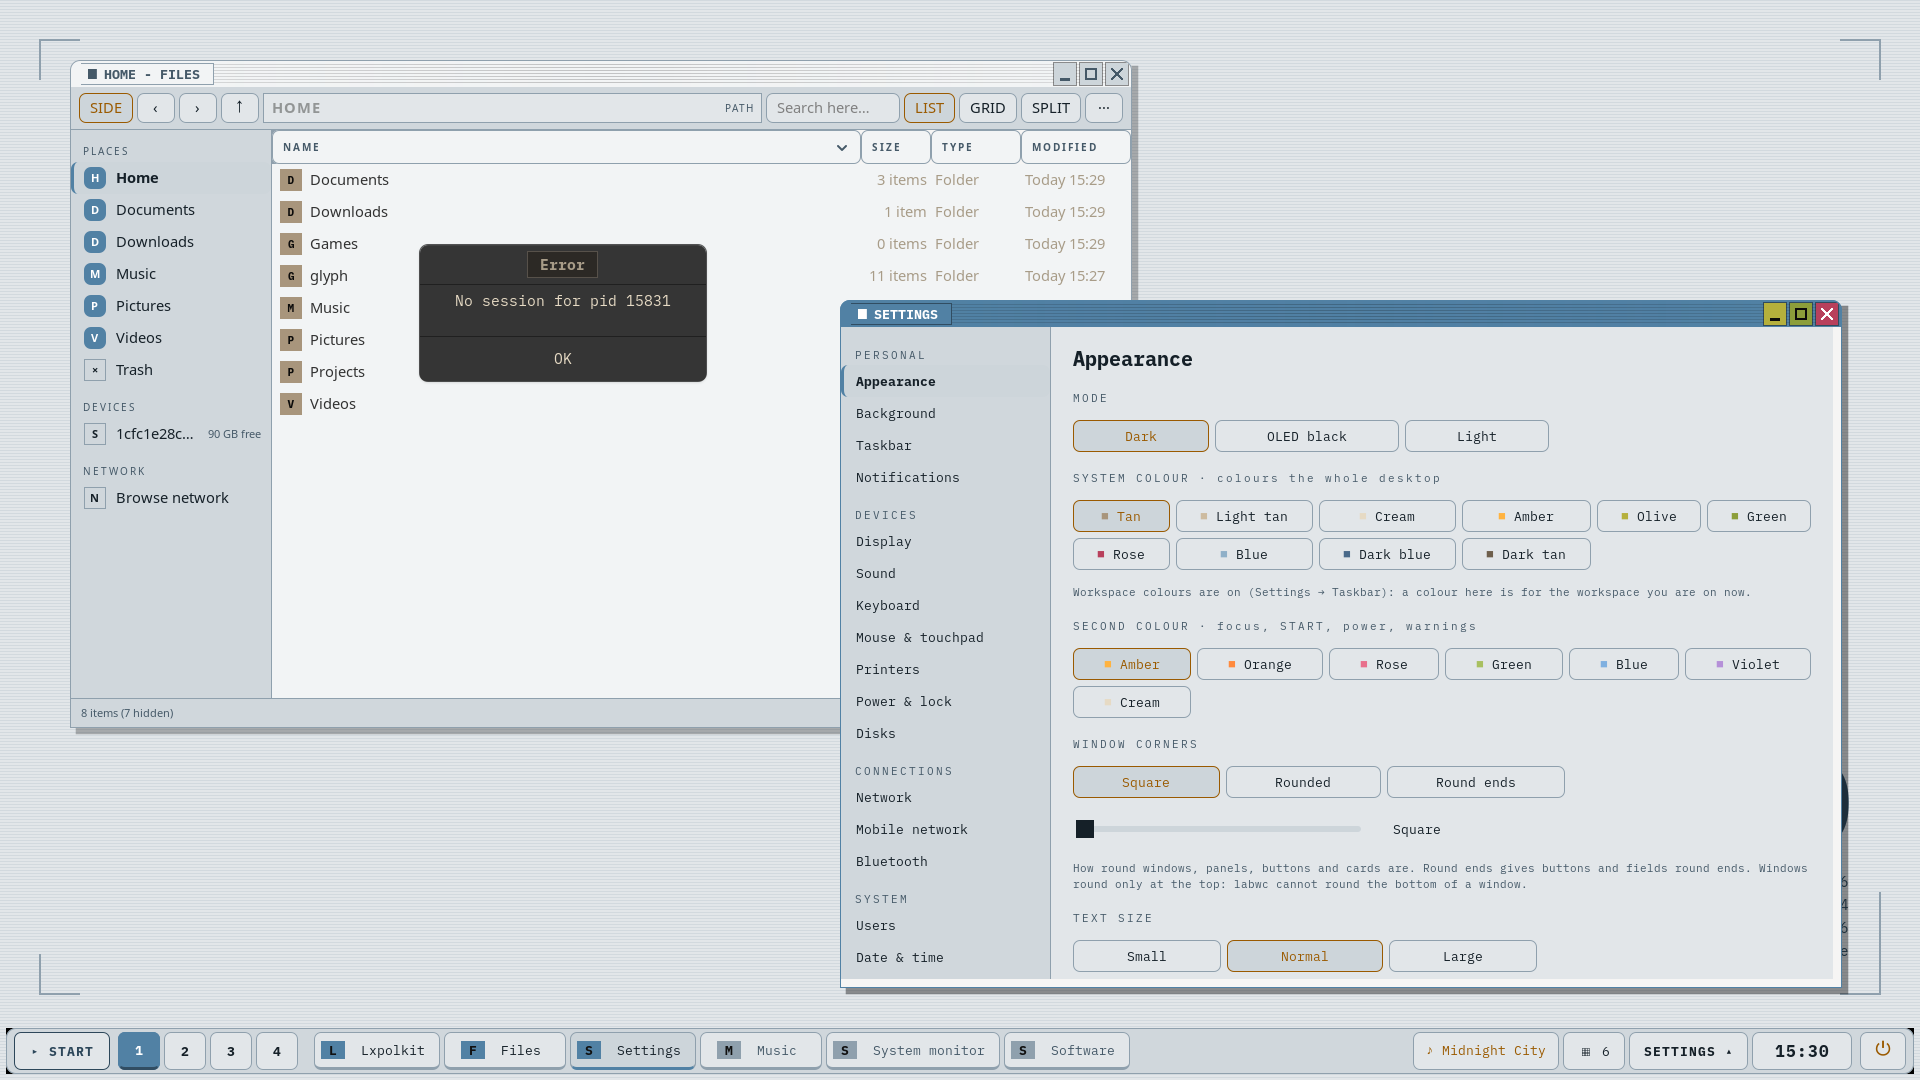 HOME - FILES
SIDE ‹ › ↑ HOME PATH Search here... LIST GRID SPLIT ...
PLACES
H Home
D Documents
D Downloads
M Music
P Pictures
V Videos
× Trash
DEVICES
S 1cfc1e28c... 90 GB free
NETWORK
N Browse network
NAME SIZE TYPE MODIFIED
D Documents 3 items Folder Today 15:29
D Downloads 1 item Folder Today 15:29
G Games 0 items Folder Today 15:29
G glyph 11 items Folder Today 15:27
M Music
P Pictures
P Projects
V Videos
8 items (7 hidden)
Error
No session for pid 15831
OK
SETTINGS
PERSONAL
Appearance
Background
Taskbar
Notifications
DEVICES
Display
Sound
Keyboard
Mouse & touchpad
Printers
Power & lock
Disks
CONNECTIONS
Network
Mobile network
Bluetooth
SYSTEM
Users
Date & time
Appearance
MODE
Dark OLED black Light
SYSTEM COLOUR · colours the whole desktop
Tan Light tan Cream Amber Olive Green
Rose Blue Dark blue Dark tan
Workspace colours are on (Settings → Taskbar): a colour here is for the workspace you are on now.
SECOND COLOUR · focus, START, power, warnings
Amber Orange Rose Green Blue Violet
Cream
WINDOW CORNERS
Square Rounded Round ends
Square
How round windows, panels, buttons and cards are. Round ends gives buttons and fields round ends. Windows
round only at the top: labwc cannot round the bottom of a window.
TEXT SIZE
Small Normal Large
▸ START 1 2 3 4 L Lxpolkit F Files S Settings M Music S System monitor S Software ♪ Midnight City ▦ 6 SETTINGS ▴ 15:30